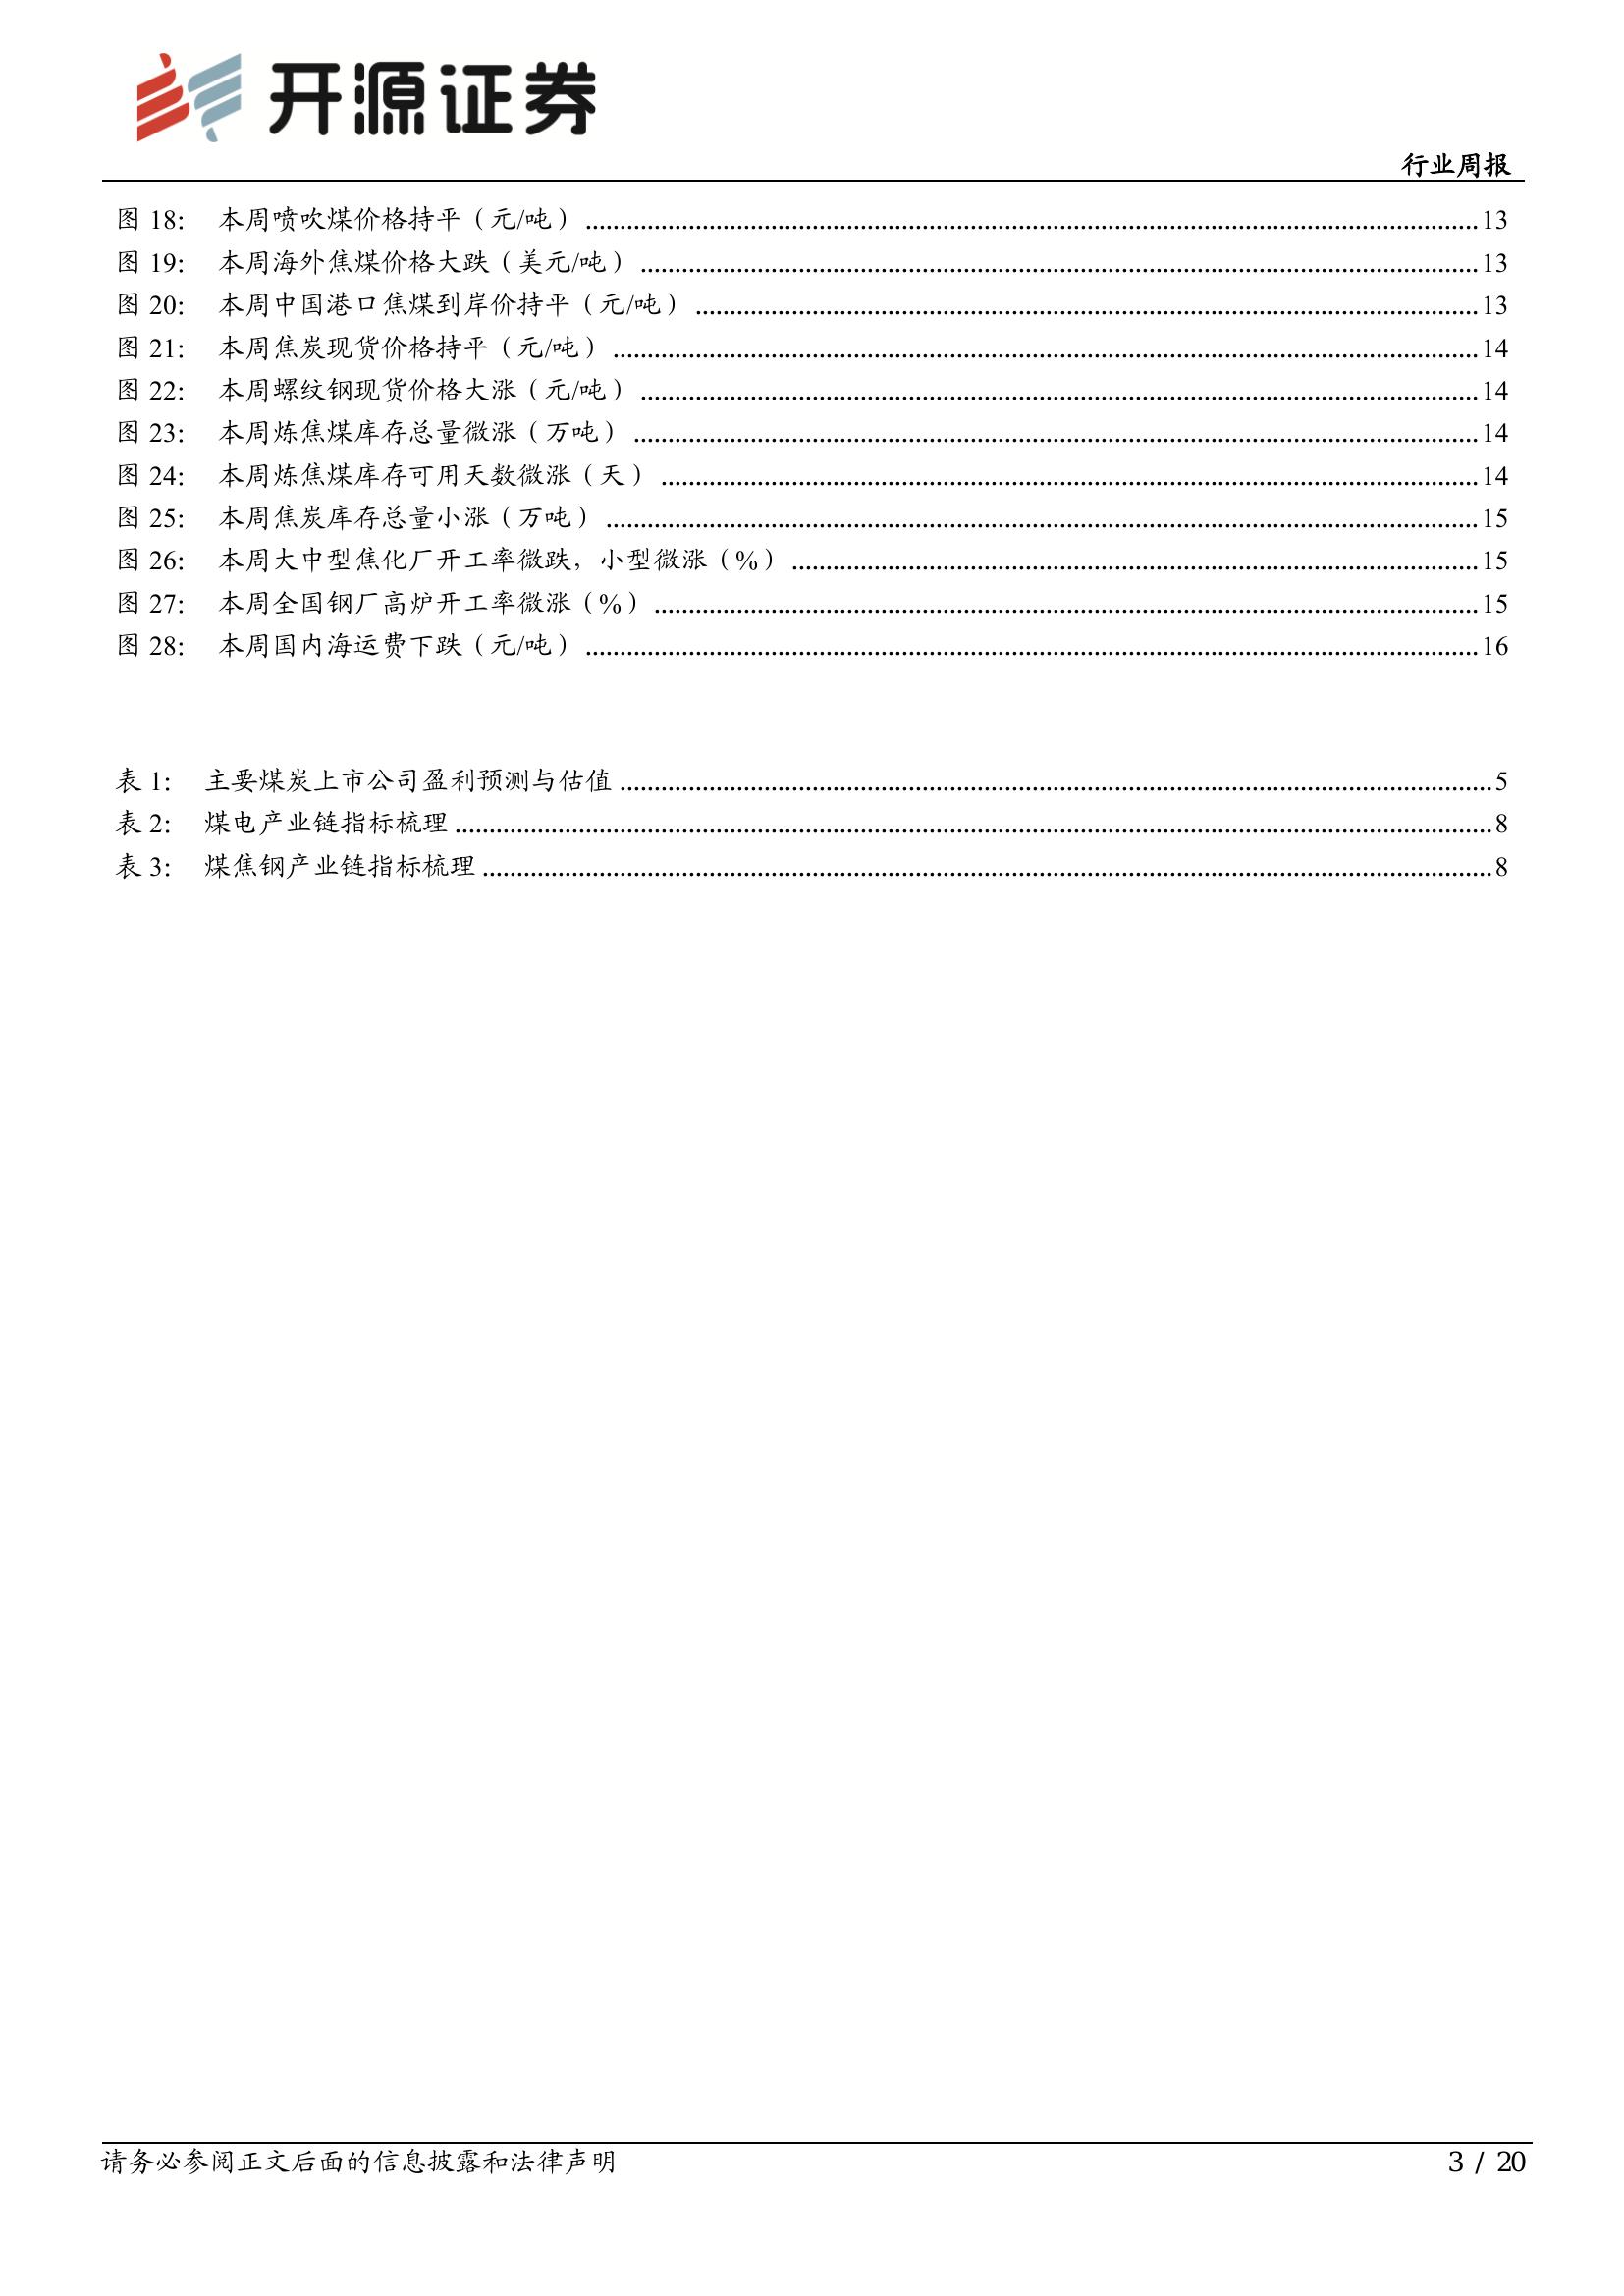 开源证券
行业周报
图 18: 本周喷吹煤价格持平（元/吨）13
图 19: 本周海外焦煤价格大跌（美元/吨）13
图 20: 本周中国港口焦煤到岸价持平（元/吨）13
图 21: 本周焦炭现货价格持平（元/吨）14
图 22: 本周螺纹钢现货价格大涨（元/吨）14
图 23: 本周炼焦煤库存总量微涨（万吨）14
图 24: 本周炼焦煤库存可用天数微涨（天）14
图 25: 本周焦炭库存总量小涨（万吨）15
图 26: 本周大中型焦化厂开工率微跌，小型微涨（%）15
图 27: 本周全国钢厂高炉开工率微涨（%）15
图 28: 本周国内海运费下跌（元/吨）16
表 1: 主要煤炭上市公司盈利预测与估值 5
表 2: 煤电产业链指标梳理 8
表 3: 煤焦钢产业链指标梳理 8
请务必参阅正文后面的信息披露和法律声明
3 / 20